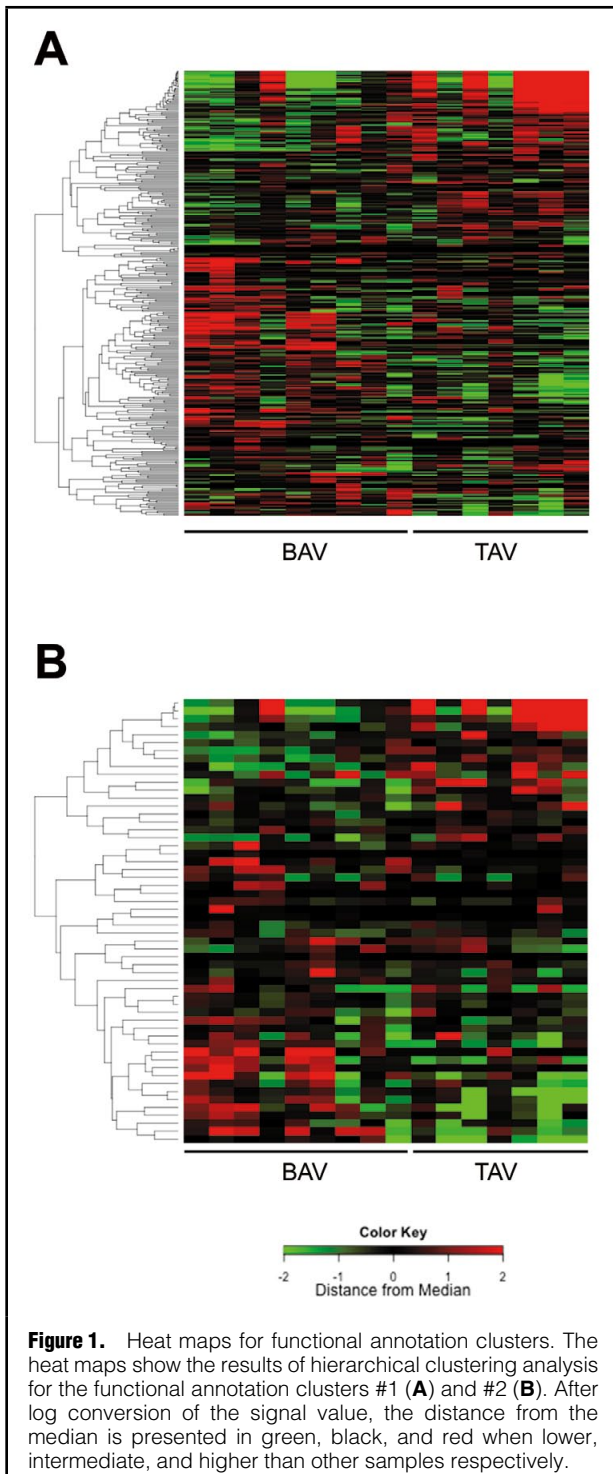 A
BAV TAV
B
BAV TAV
Color Key
-2 -1 0 1 2
Distance from Median
Figure 1. Heat maps for functional annotation clusters. The
heat maps show the results of hierarchical clustering analysis
for the functional annotation clusters #1 (A) and #2 (B). After
log conversion of the signal value, the distance from the
median is presented in green, black, and red when lower,
intermediate, and higher than other samples respectively.